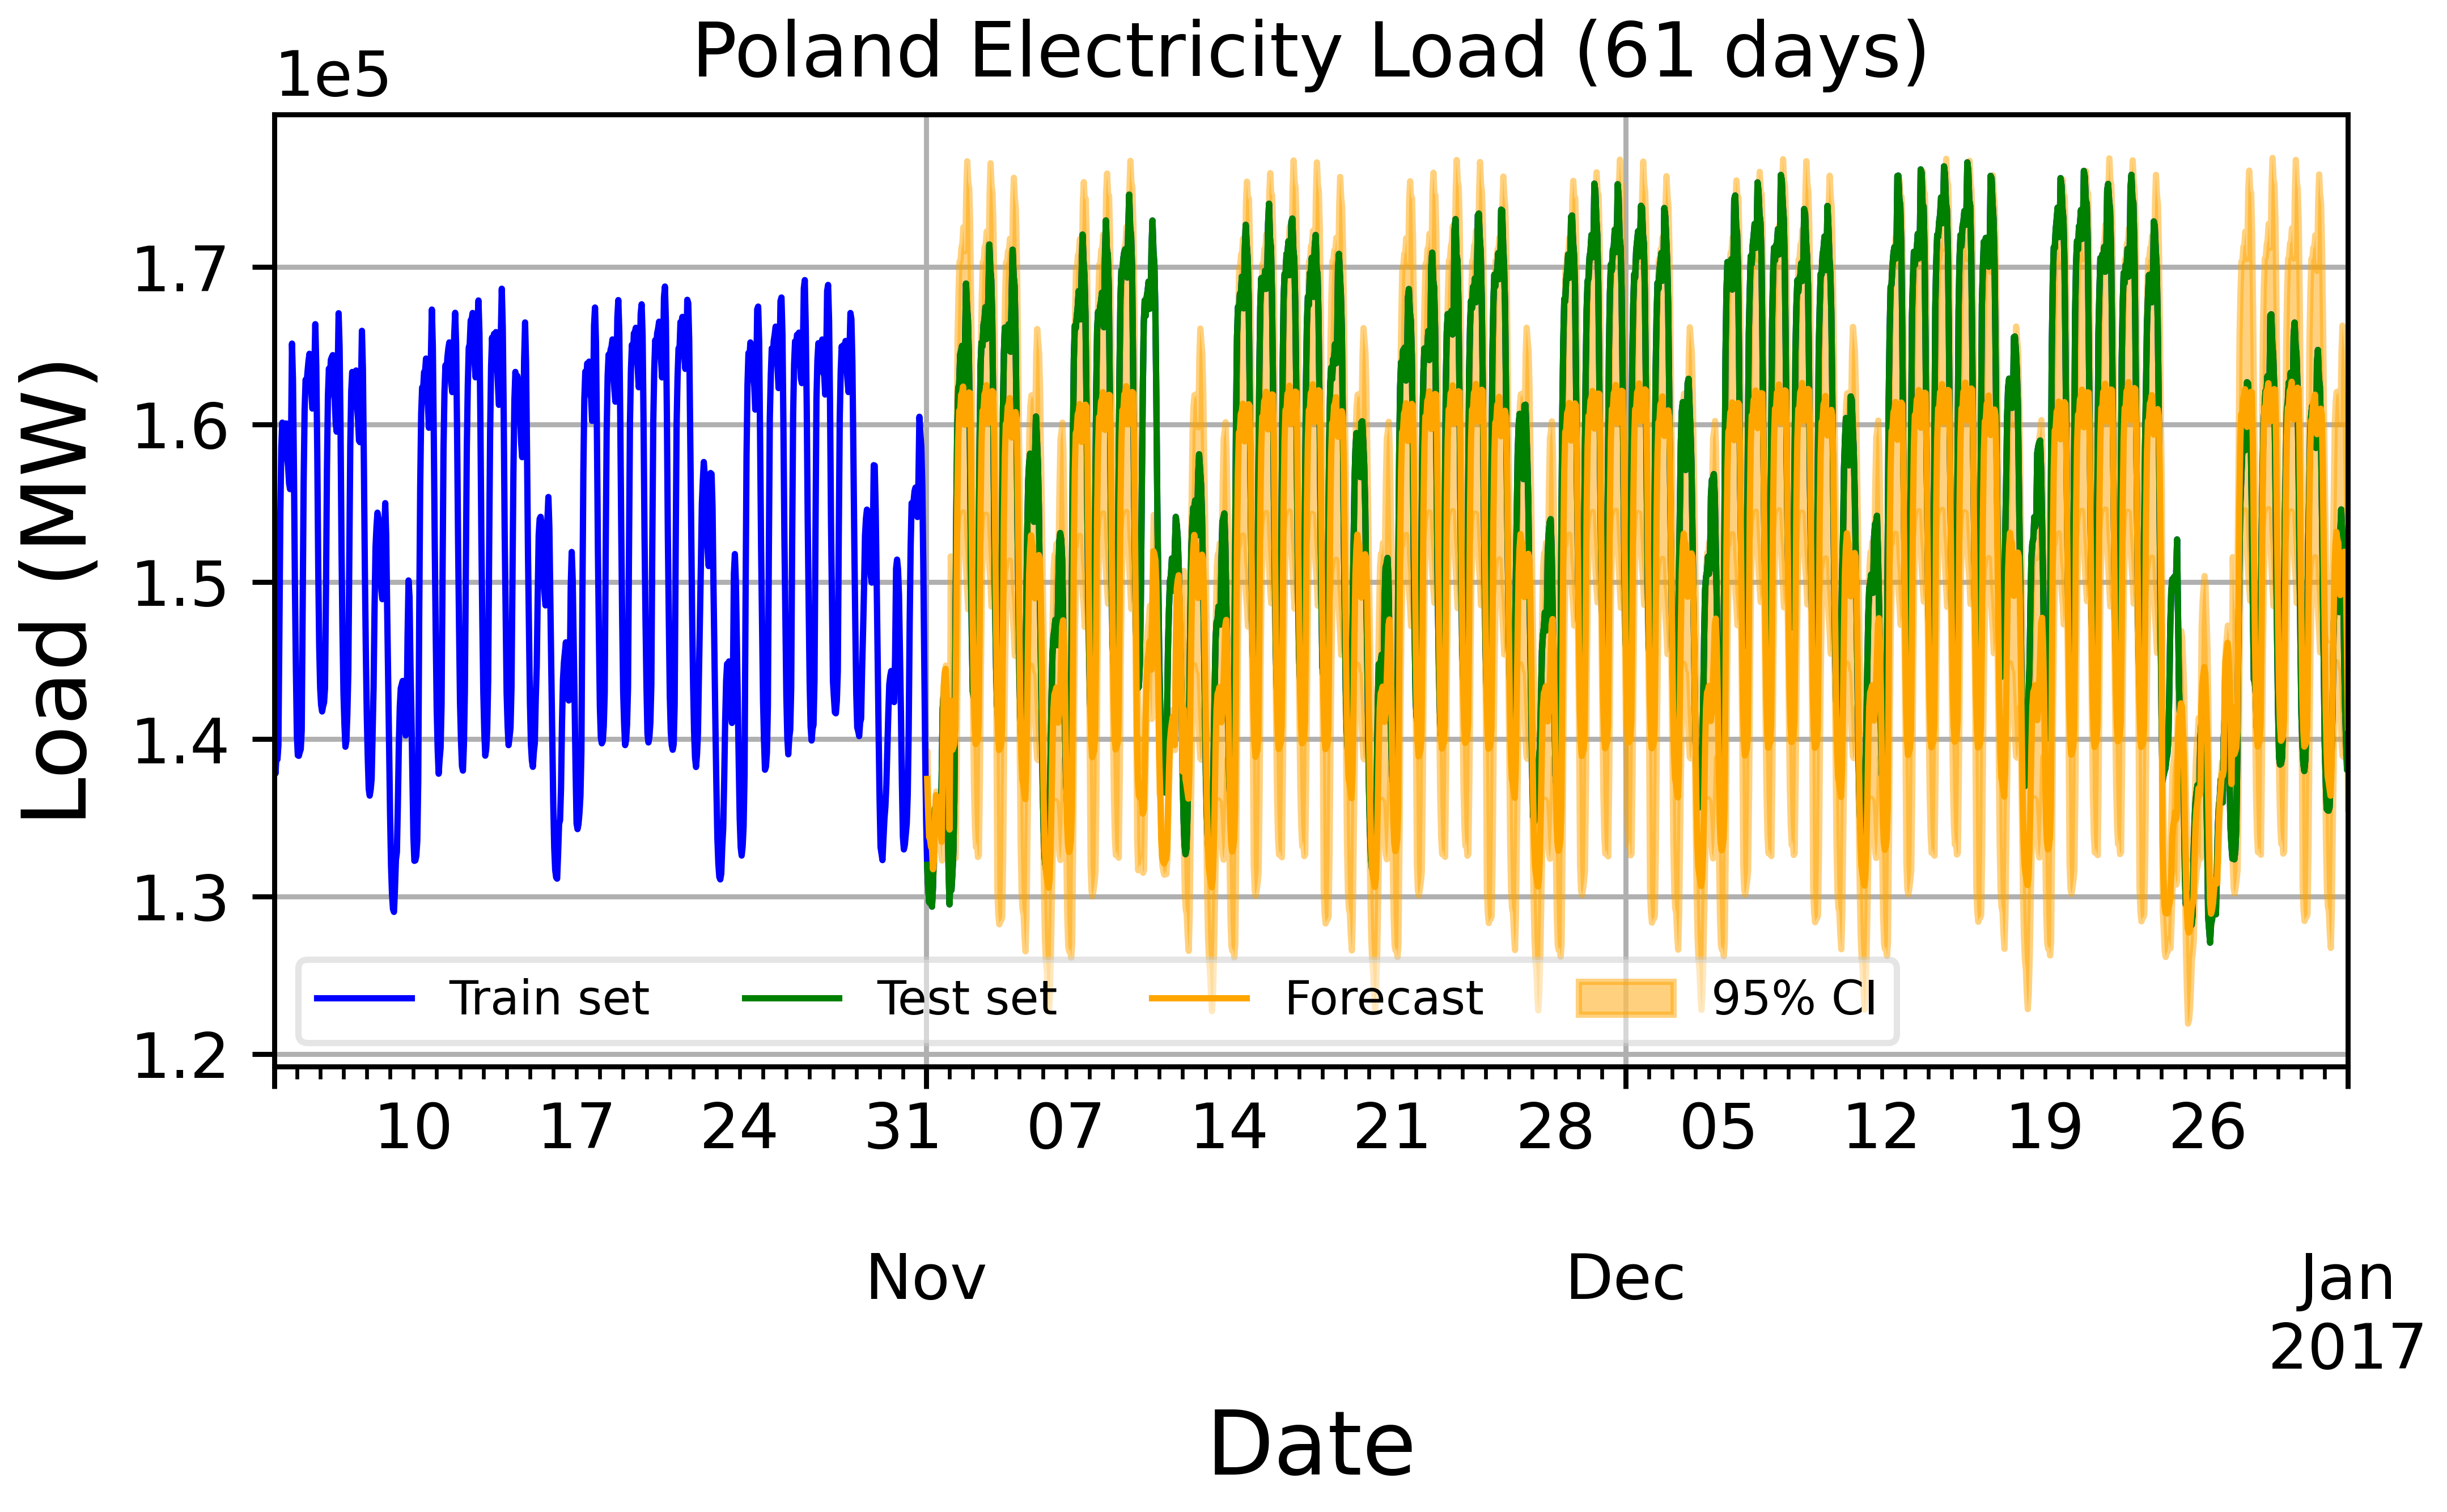 Poland Electricity Load (61 days)
1e5
Load (MW)
1.7
1.6
1.5
1.4
1.3
1.2
Train set
Test set
Forecast
95% CI
10
17
24
31
07
14
21
28
05
12
19
26
Nov
Dec
Jan
2017
Date